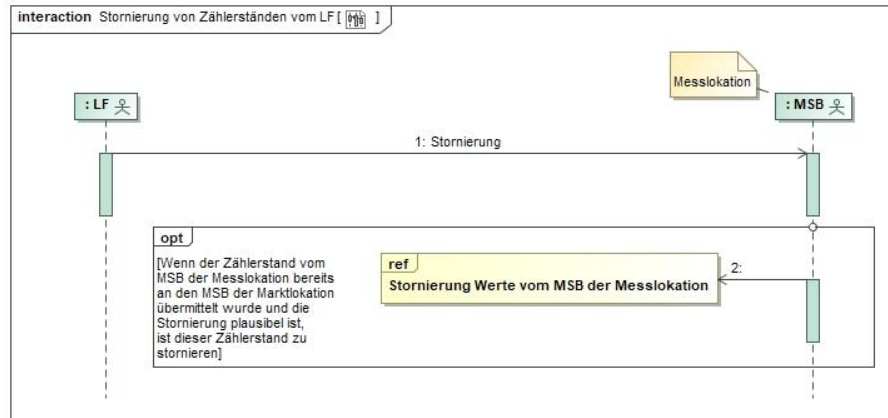 interaction Stornierung von Zählerständen vom LF [ ]
Messlokation
: LF
: MSB
1: Stornierung
opt
[Wenn der Zählerstand vom
MSB der Messlokation bereits
an den MSB der Marktlokation
übermittelt wurde und die
Stornierung plausibel ist,
ist dieser Zählerstand zu
stornieren]
ref
Stornierung Werte vom MSB der Messlokation
2: